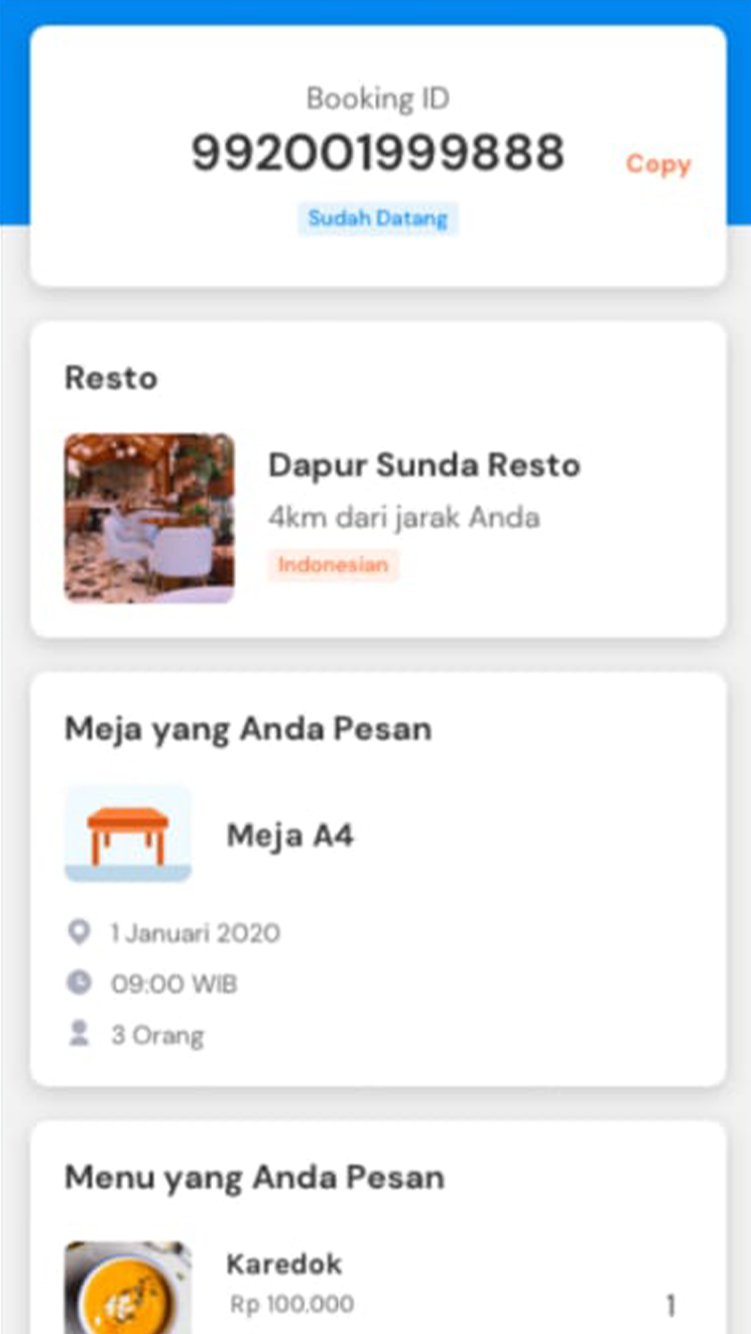 Booking ID
992001999888
Copy
Sudah Datang
Resto
Dapur Sunda Resto
4km dari jarak Anda
Indonesian
Meja yang Anda Pesan
Meja A4
1 Januari 2020
09:00 WIB
3 Orang
Menu yang Anda Pesan
Karedok
Rp 100.000
1